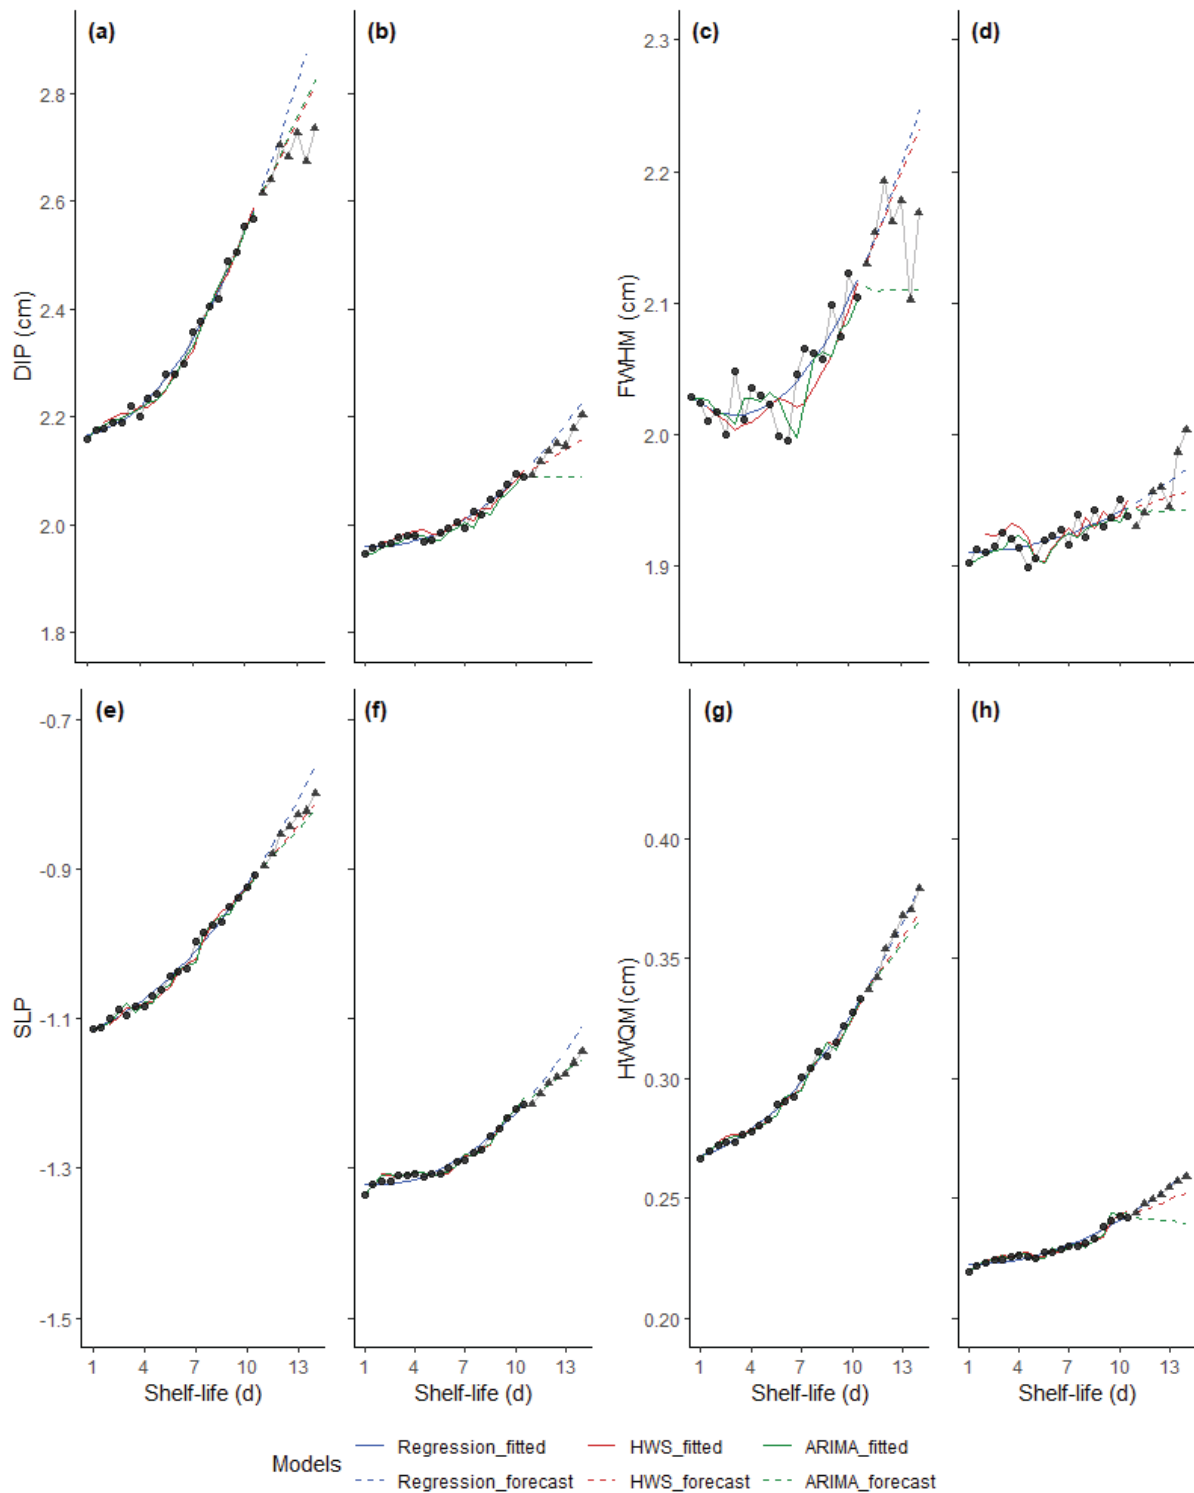 (a) (b) (c) (d)
2.8
2.6
2.4
2.2
2.0
1.8
DIP (cm)
2.3
2.2
2.1
2.0
1.9
FWHM (cm)
(e) (f) (g) (h)
-0.7
-0.9
-1.1
-1.3
-1.5
SLP
0.40
0.35
0.30
0.25
0.20
HWQM (cm)
1 4 7 10 13 1 4 7 10 13 1 4 7 10 13 1 4 7 10 13
Shelf-life (d) Shelf-life (d) Shelf-life (d) Shelf-life (d)
Models
Regression_fitted HWS_fitted ARIMA_fitted
Regression_forecast HWS_forecast ARIMA_forecast